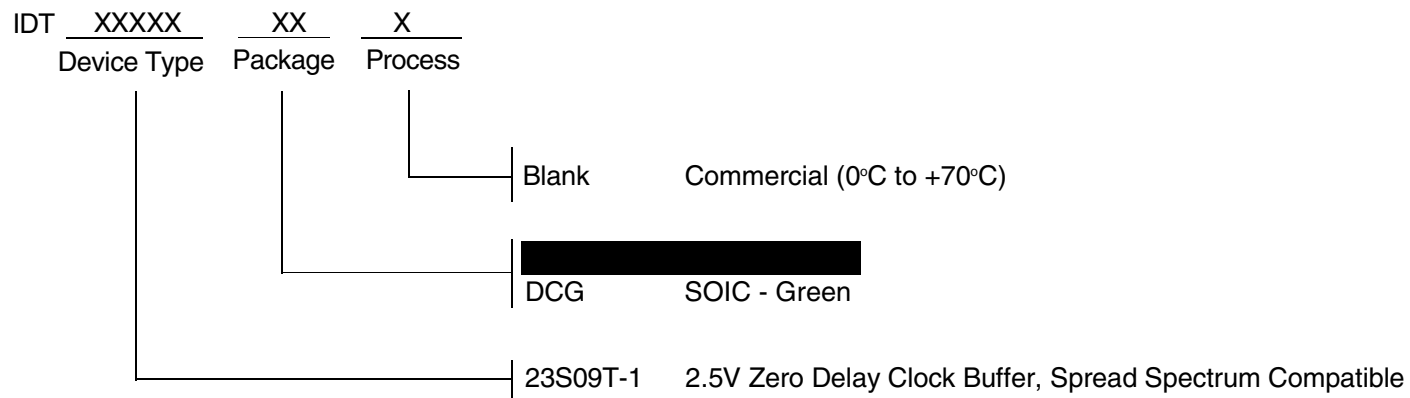 IDT XXXXX XX X
Device Type Package Process
Blank Commercial (0°C to +70°C)
DCG SOIC - Green
23S09T-1 2.5V Zero Delay Clock Buffer, Spread Spectrum Compatible